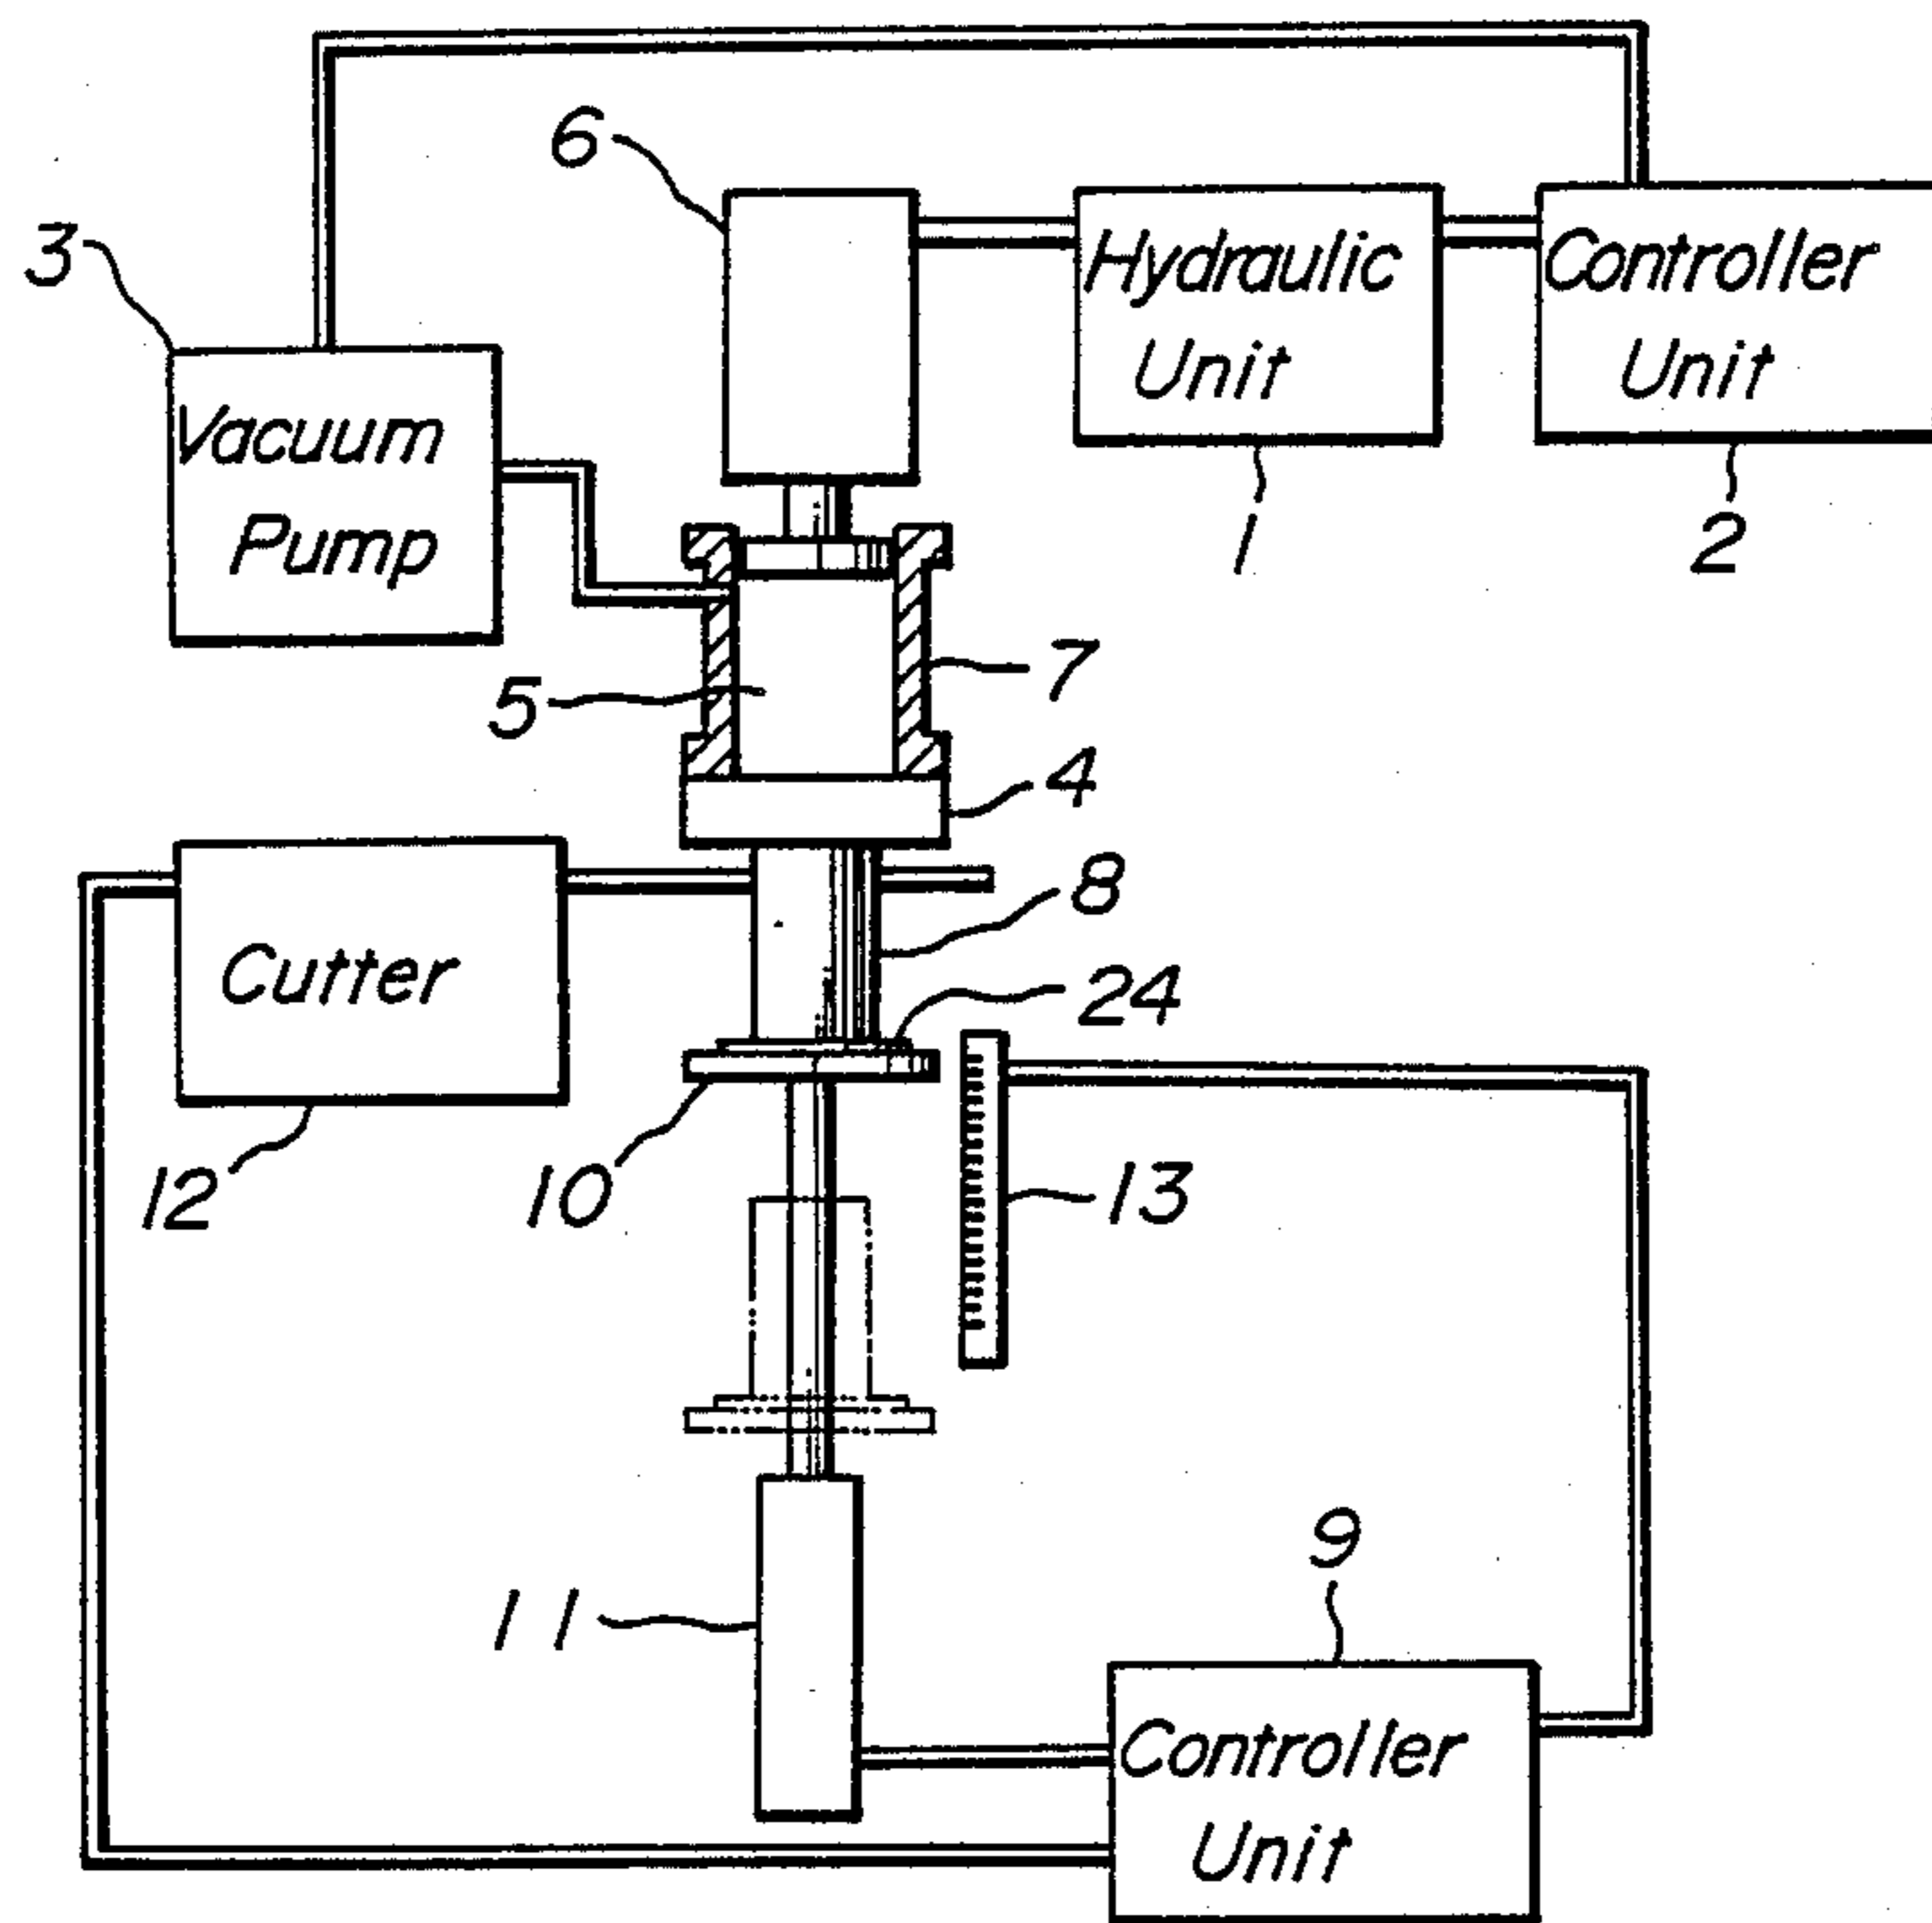 6
3
Hydraulic
Unit
Controller
Unit
Vacuum
Pump
1
2
5
7
4
8
Cutter
24
12
10
13
11
9
Controller
Unit